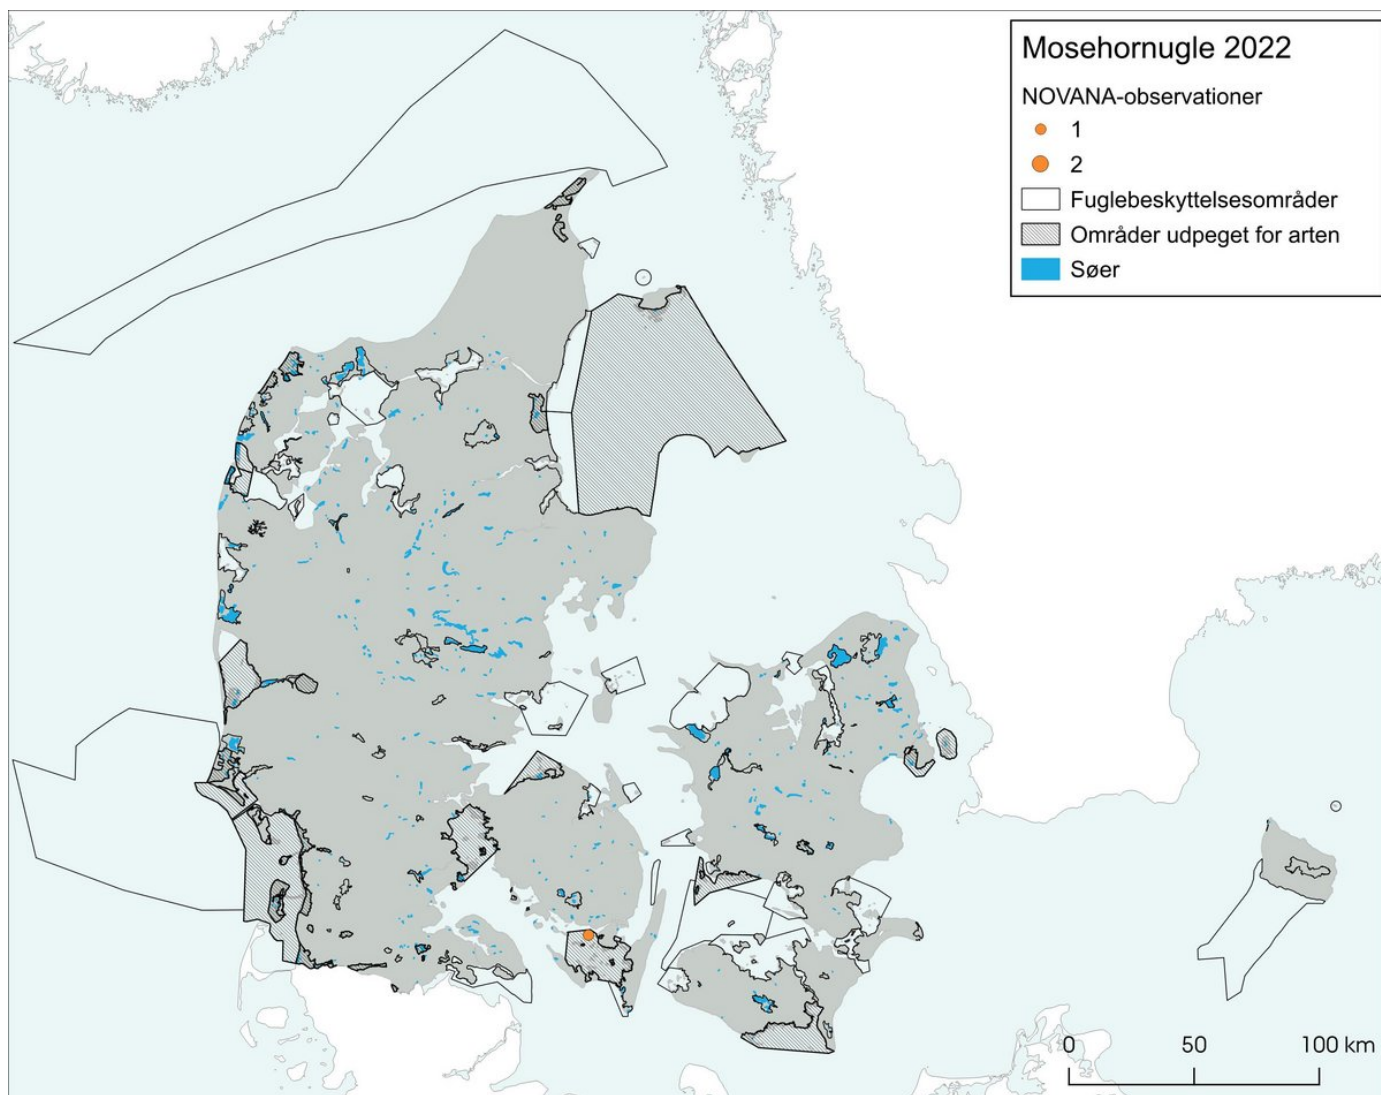 Mosehornugle 2022
NOVANA-observationer
1
2
Fuglebeskyttelsesområder
Områder udpeget for arten
Søer
0 50 100 km